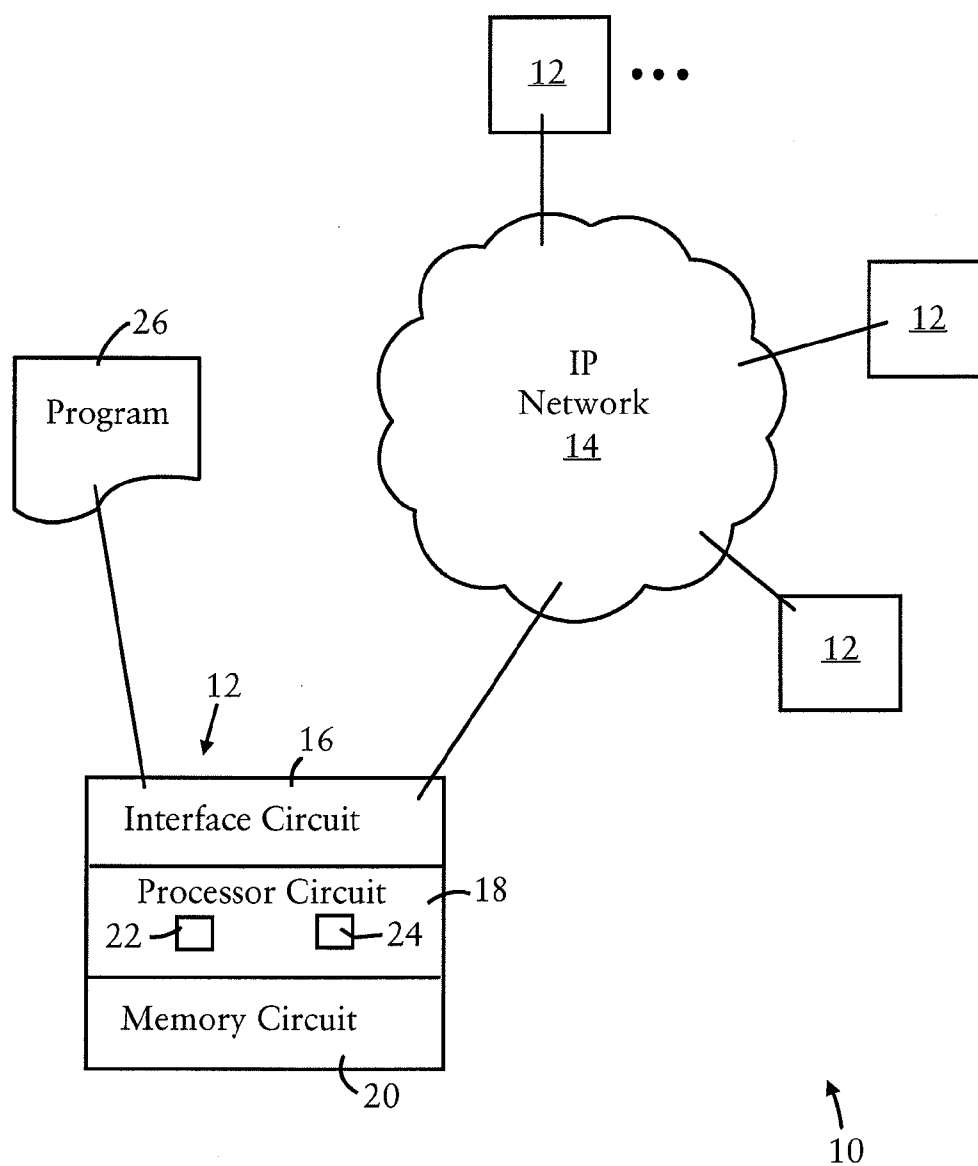 12
12
26
Program
IP
Network
14
12
12
16
Interface Circuit
Processor Circuit
18
22
24
Memory Circuit
20
10